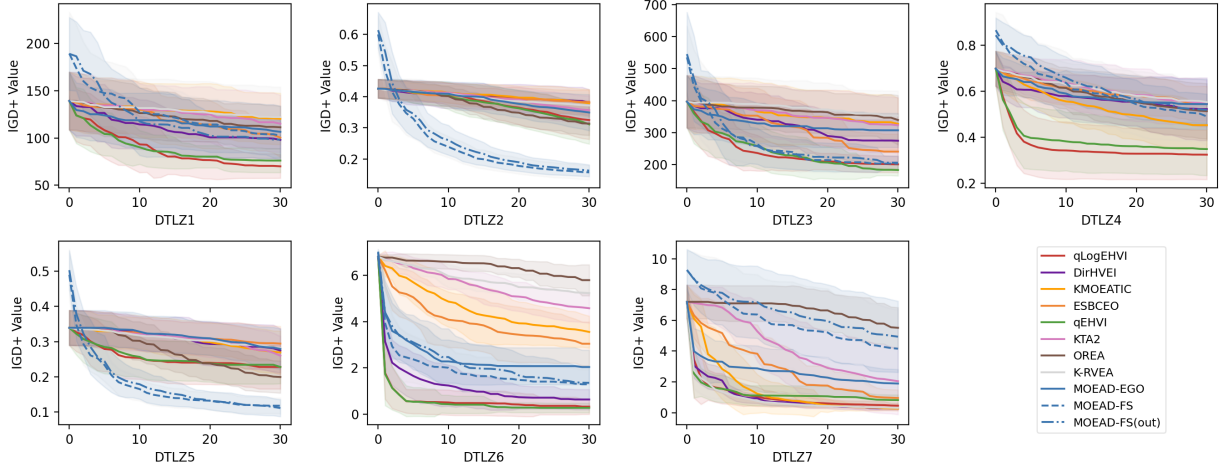 IGD+ Value
200
150
100
50
0 10 20 30
DTLZ1
IGD+ Value
0.6
0.5
0.4
0.3
0.2
0 10 20 30
DTLZ2
IGD+ Value
700
600
500
400
300
200
0 10 20 30
DTLZ3
IGD+ Value
0.8
0.6
0.4
0.2
0 10 20 30
DTLZ4
IGD+ Value
0.5
0.4
0.3
0.2
0.1
0 10 20 30
DTLZ5
IGD+ Value
6
4
2
0
0 10 20 30
DTLZ6
IGD+ Value
10
8
6
4
2
0
0 10 20 30
DTLZ7
qLogEHVI
DirHVEI
KMOEATIC
ESBCEO
qEHVI
KTA2
OREA
K-RVEA
MOEAD-EGO
MOEAD-FS
MOEAD-FS(out)